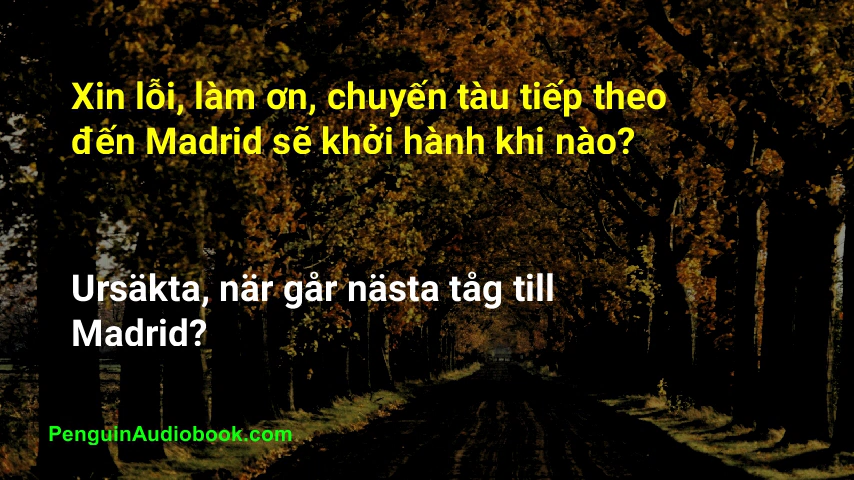 Xin lỗi, làm ơn, chuyến tàu tiếp theo
đến Madrid sẽ khởi hành khi nào?
Ursäkta, när går nästa tåg till
Madrid?
PenguinAudiobook.com